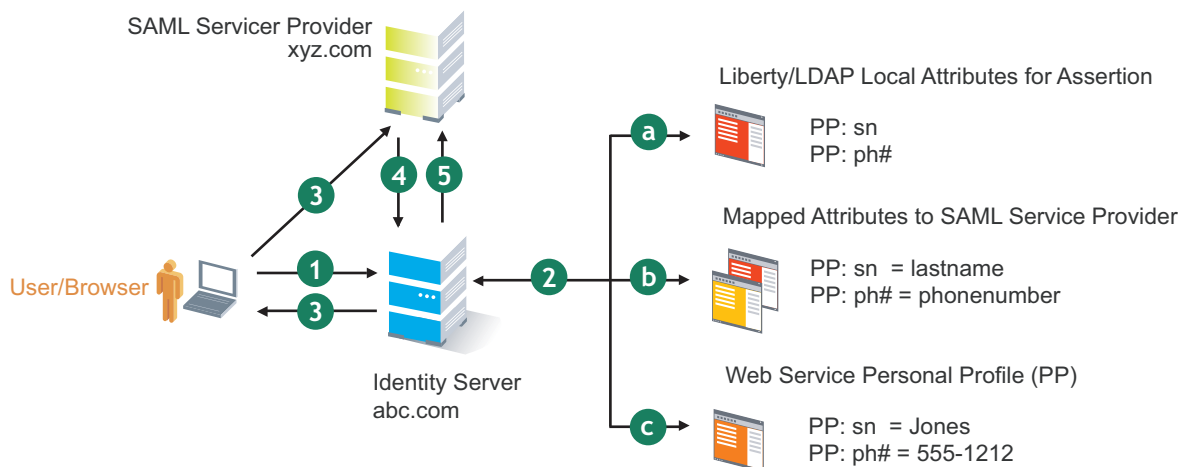 SAML Servicer Provider
xyz.com
Liberty/LDAP Local Attributes for Assertion
a
PP: sn
PP: ph#
3
4
5
Mapped Attributes to SAML Service Provider
User/Browser
1
2
b
PP: sn = lastname
PP: ph# = phonenumber
3
Identity Server
abc.com
Web Service Personal Profile (PP)
c
PP: sn = Jones
PP: ph# = 555-1212